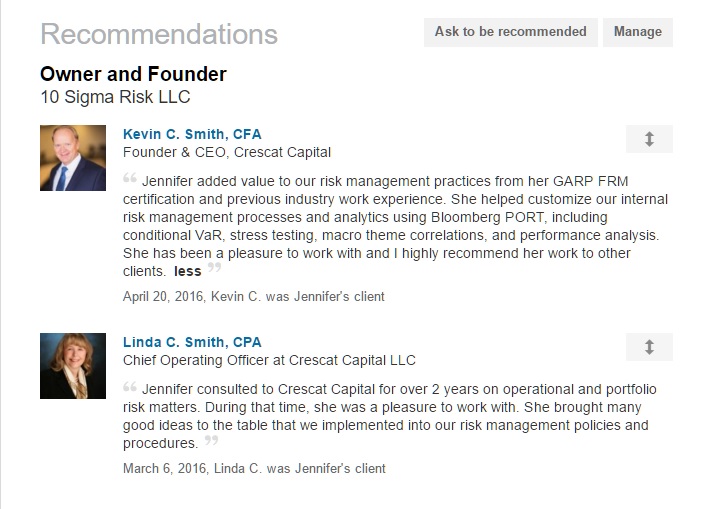 Recommendations
Ask to be recommended
Manage
Owner and Founder
10 Sigma Risk LLC
Kevin C. Smith, CFA
Founder & CEO, Crescat Capital
“ Jennifer added value to our risk management practices from her GARP FRM
certification and previous industry work experience. She helped customize our internal
risk management processes and analytics using Bloomberg PORT, including
conditional VaR, stress testing, macro theme correlations, and performance analysis.
She has been a pleasure to work with and I highly recommend her work to other
clients. less ”
April 20, 2016, Kevin C. was Jennifer's client
Linda C. Smith, CPA
Chief Operating Officer at Crescat Capital LLC
“ Jennifer consulted to Crescat Capital for over 2 years on operational and portfolio
risk matters. During that time, she was a pleasure to work with. She brought many
good ideas to the table that we implemented into our risk management policies and
procedures. ”
March 6, 2016, Linda C. was Jennifer's client